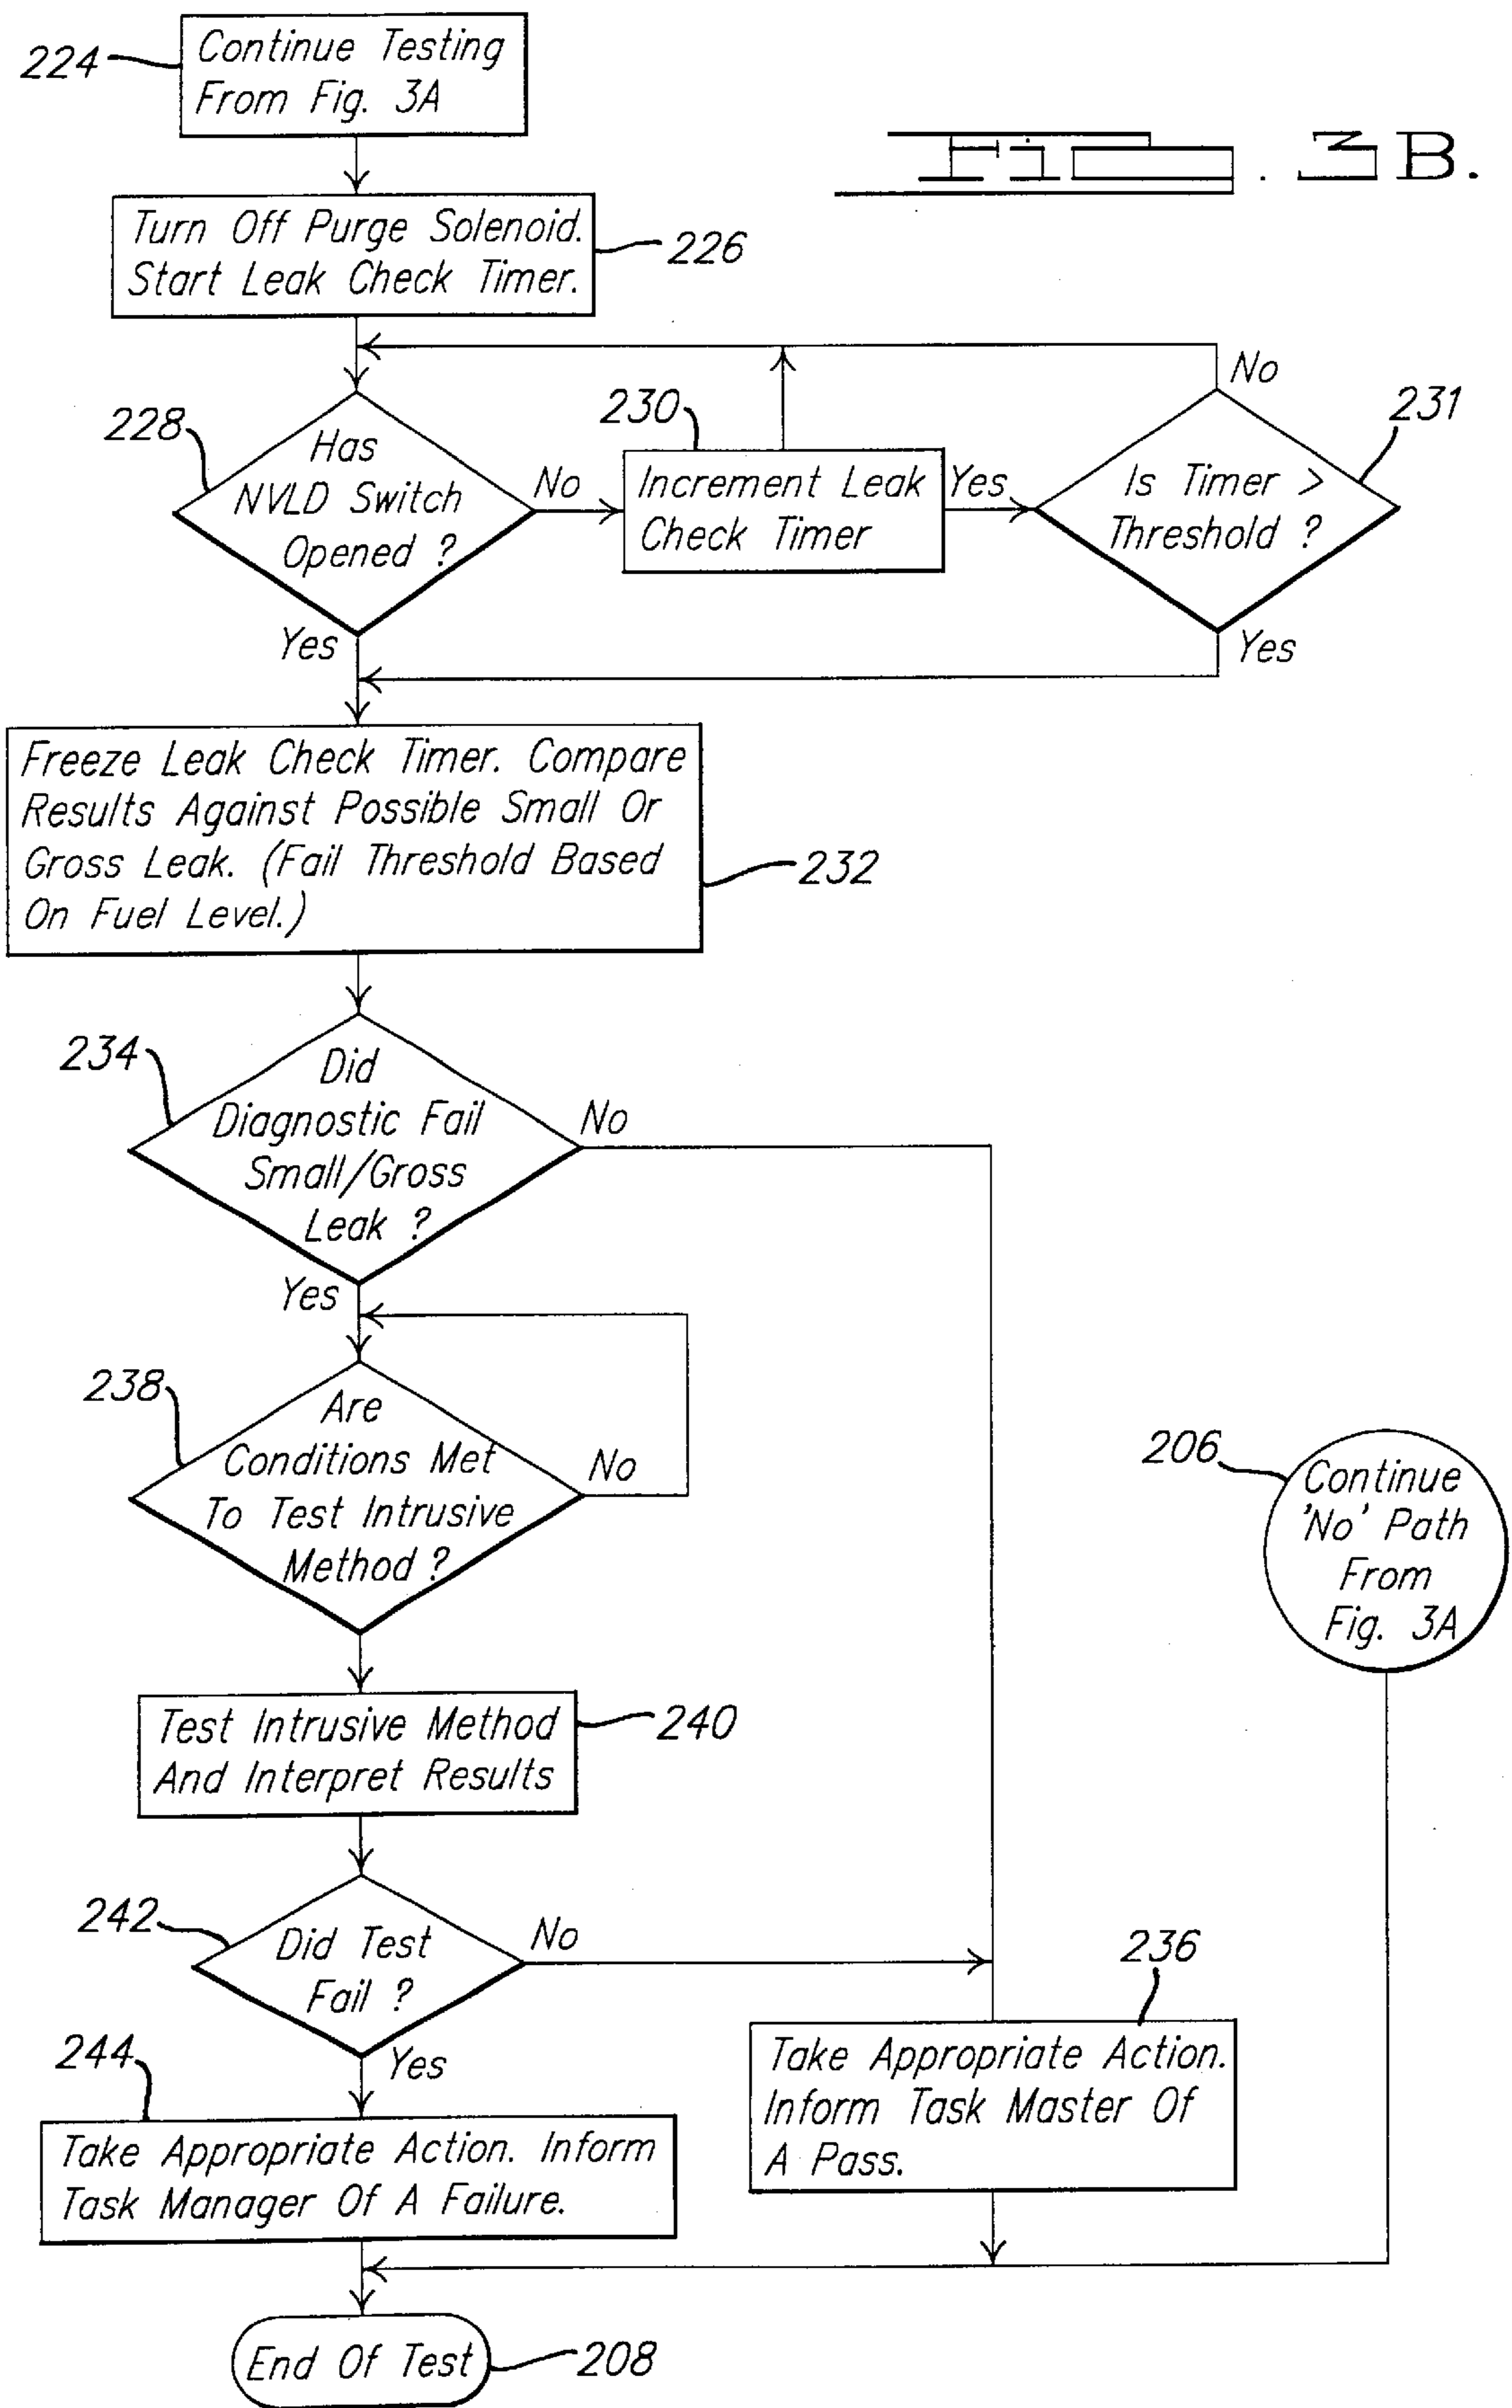 224
Continue Testing
From Fig. 3A
FIG. 3B.
Turn Off Purge Solenoid.
Start Leak Check Timer.
226
No
228
Has
NVLD Switch
Opened ?
No
230
Increment Leak
Check Timer
Yes
231
Is Timer >
Threshold ?
Yes
Yes
Freeze Leak Check Timer. Compare
Results Against Possible Small Or
Gross Leak. (Fail Threshold Based
On Fuel Level.)
232
234
Did
Diagnostic Fail
Small/Gross
Leak ?
No
Yes
238
Are
Conditions Met
To Test Intrusive
Method ?
No
206
Continue
'No' Path
From
Fig. 3A
Test Intrusive Method
And Interpret Results
240
242
Did Test
Fail ?
No
Yes
236
Take Appropriate Action.
Inform Task Master Of
A Pass.
244
Take Appropriate Action. Inform
Task Manager Of A Failure.
End Of Test
208